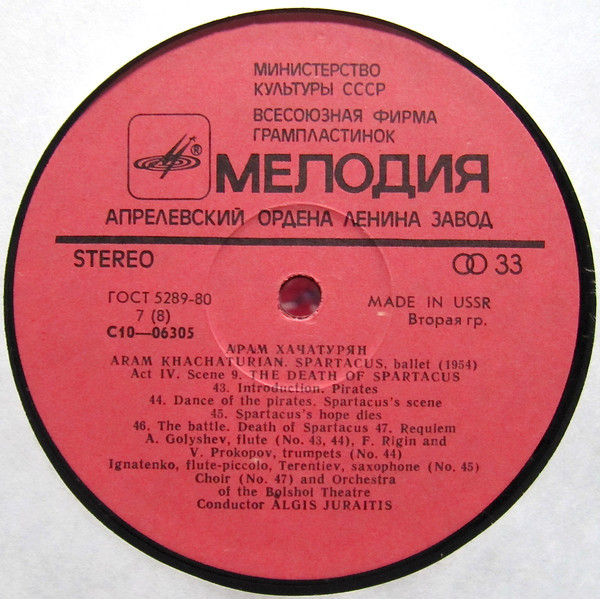 МИНИСТЕРСТВО
КУЛЬТУРЫ СССР
ВСЕСОЮЗНАЯ ФИРМА
ГРАМПЛАСТИНОК
®
МЕЛОДИЯ
АПРЕЛЕВСКИЙ ОРДЕНА ЛЕНИНА ЗАВОД
STEREO
33
ГОСТ 5289-80
7 (8)
С10—06305
MADE IN USSR
Вторая гр.
АРАМ ХАЧАТУРЯН
ARAM KHACHATURIAN. SPARTACUS, ballet (1954)
Act IV. Scene 9. THE DEATH OF SPARTACUS
43. Introduction. Pirates
44. Dance of the pirates. Spartacus's scene
45. Spartacus's hope dies
46. The battle. Death of Spartacus 47. Requiem
A. Golyshev, flute (No. 43, 44), F. Rigin and
V. Prokopov, trumpets (No. 44)
Ignatenko, flute-piccolo, Terentiev, saxophone (No. 45)
Choir (No. 47) and Orchestra
of the Bolshoi Theatre
Conductor ALGIS JURAITIS